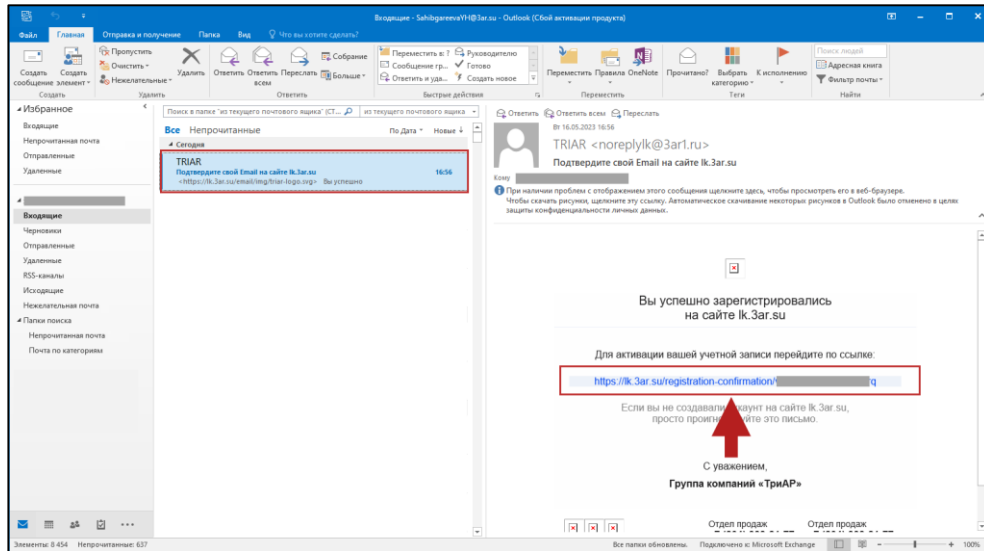 Входящие - SahibgareevaYH@3ar.su - Outlook (Сбой активации продукта)
Файл Главная Отправка и получение Папка Вид Что вы хотите сделать?
Создать сообщение
Создать элемент
Пропустить
Очистить
Нежелательные
Удалить
Ответить
Ответить всем
Переслать
Собрание
Больше
Переместить в: ?
Сообщение гр...
Ответить и уда...
Руководителю
Готово
Создать новое
Переместить
Правила
OneNote
Прочитано?
Выбрать категорию
К исполнению
Поиск людей
Адресная книга
Фильтр почты
Создать Удалить Ответить Быстрые действия Переместить Теги Найти
Избранное
Входящие
Непрочитанная почта
Отправленные
Удаленные
Входящие
Черновики
Отправленные
Удаленные
RSS-каналы
Исходящие
Нежелательная почта
Папки поиска
Непрочитанная почта
Почта по категориям
Поиск в папке "из текущего почтового ящика" (CT... из текущего почтового ящика
Все Непрочитанные По Дата Новые ↓
Сегодня
TRIAR
Подтвердите свой Email на сайте lk.3ar.su 16:56
<https://lk.3ar.su/email/img/triar-logo.svg> Вы успешно
Ответить Ответить всем Переслать
Вт 16.05.2023 16:56
TRIAR <noreplylk@3ar1.ru>
Подтвердите свой Email на сайте lk.3ar.su
Кому
При наличии проблем с отображением этого сообщения щелкните здесь, чтобы просмотреть его в веб-браузере.
Чтобы скачать рисунки, щелкните эту ссылку. Автоматическое скачивание некоторых рисунков в Outlook было отменено в целях
защиты конфиденциальности личных данных.
Вы успешно зарегистрировались
на сайте lk.3ar.su
Для активации вашей учетной записи перейдите по ссылке:
https://lk.3ar.su/registration-confirmation/ q
Если вы не создавали аккаунт на сайте lk.3ar.su,
просто проигнорируйте это письмо.
С уважением,
Группа компаний «ТриАР»
Отдел продаж Отдел продаж
Элементы: 8 454 Непрочитанные: 637
Все папки обновлены. Подключено к: Microsoft Exchange 100%